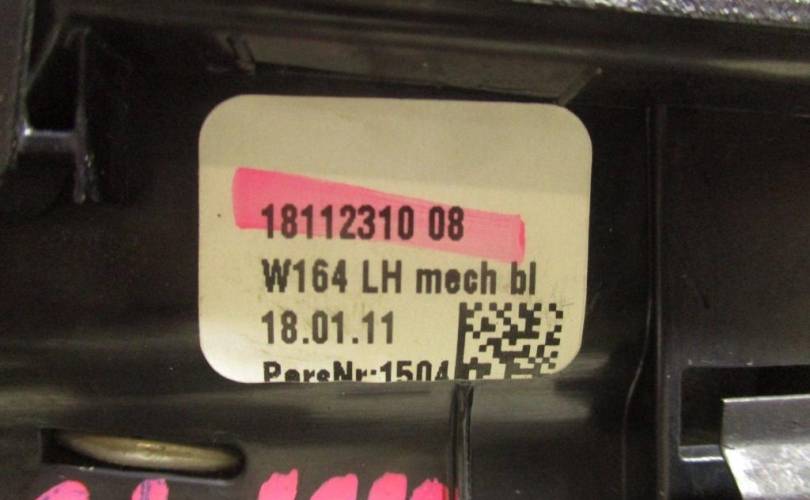 18112310 08
W164 LH mech bl
18.01.11
PersNr:1504